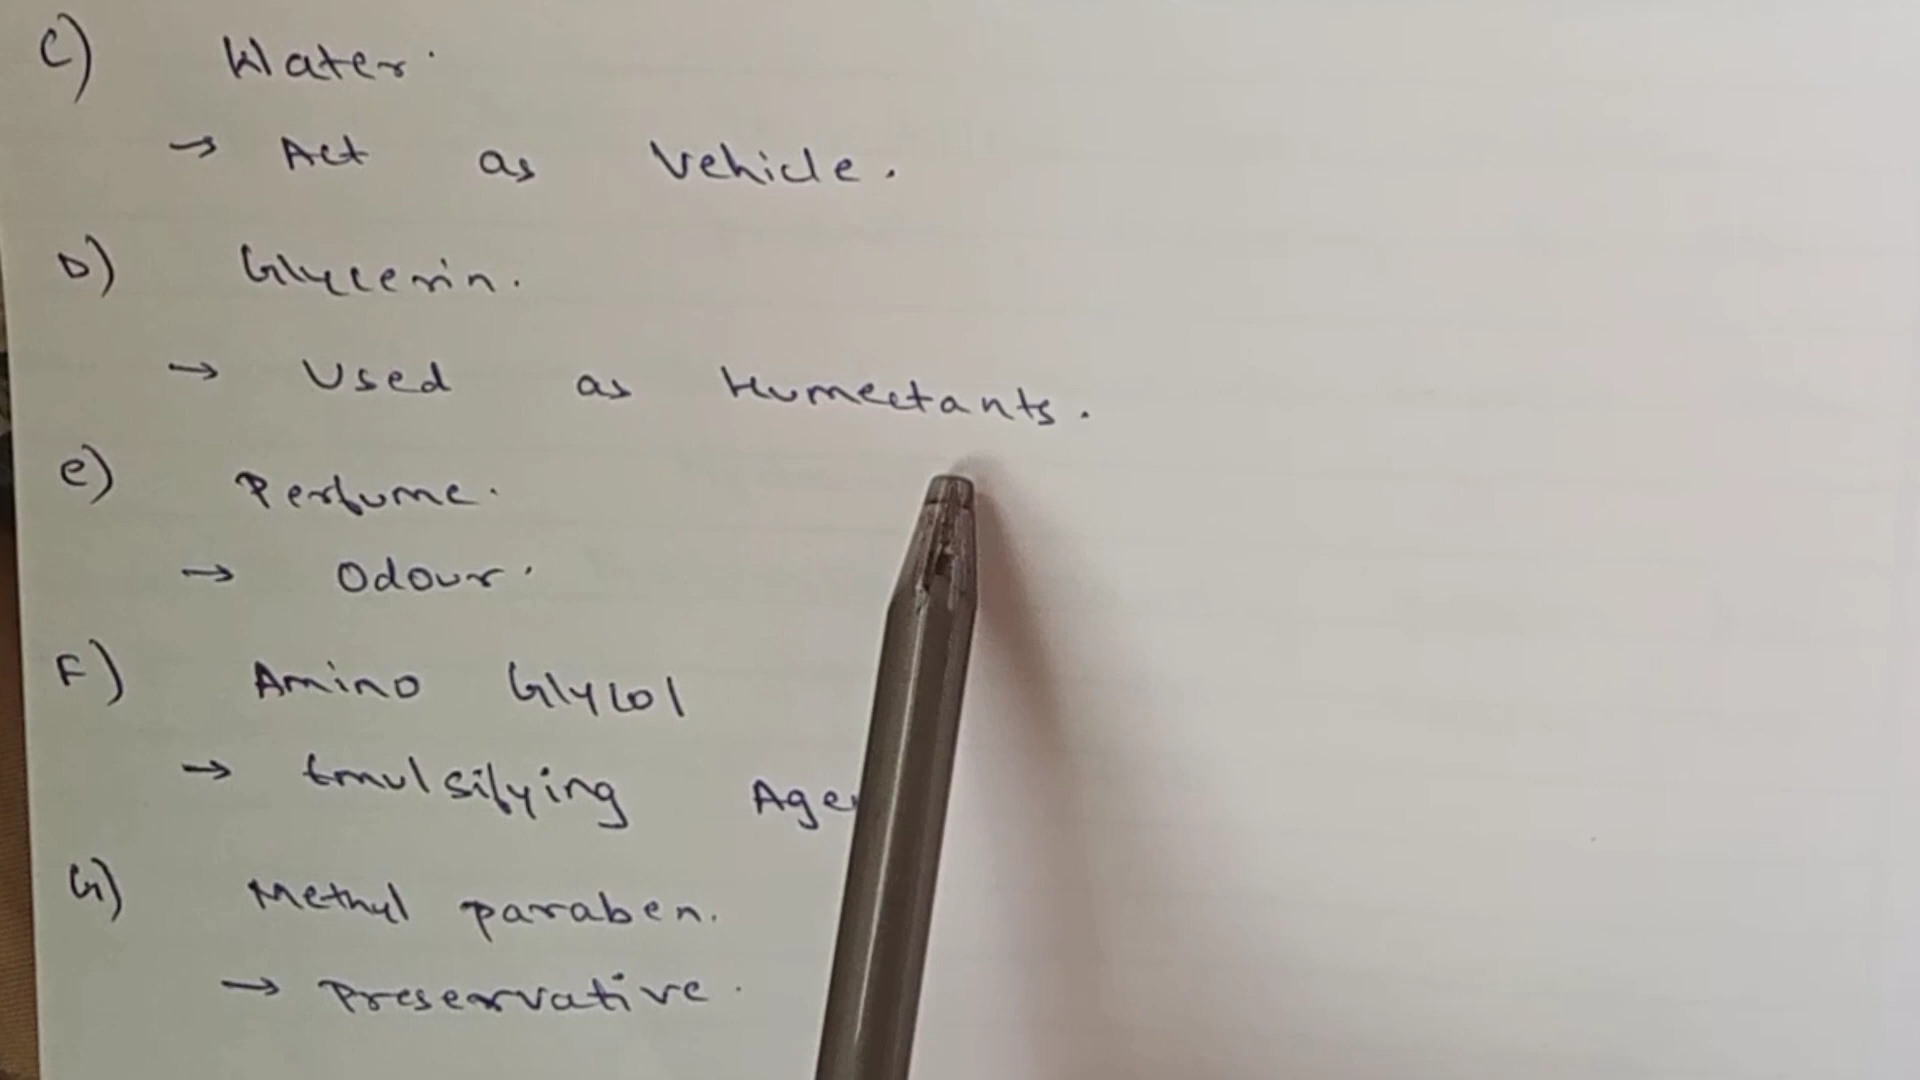 C) Water.
→ Act as Vehicle.
D) Glycerin.
→ Used as Humectants.
e) Perfume.
→ Odour.
F) Amino Glycol
→ Emulsifying Age
G) Methyl paraben.
→ Preservative.